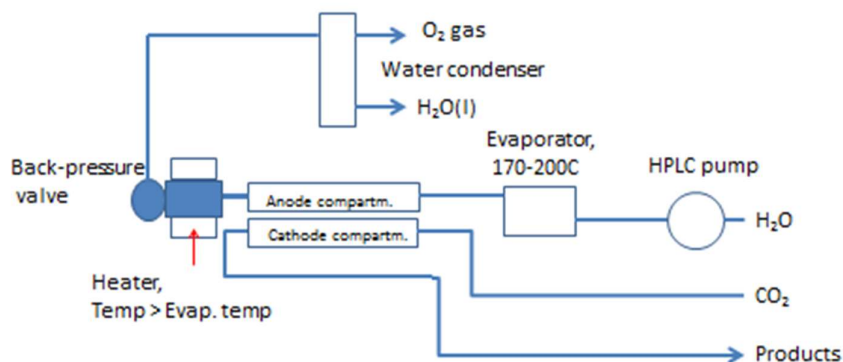 O₂ gas
Water condenser
H₂O(l)
Evaporator,
170-200C
HPLC pump
Back-pressure
valve
Anode compartm.
Cathode compartm.
H₂O
Heater,
Temp > Evap. temp
CO₂
Products